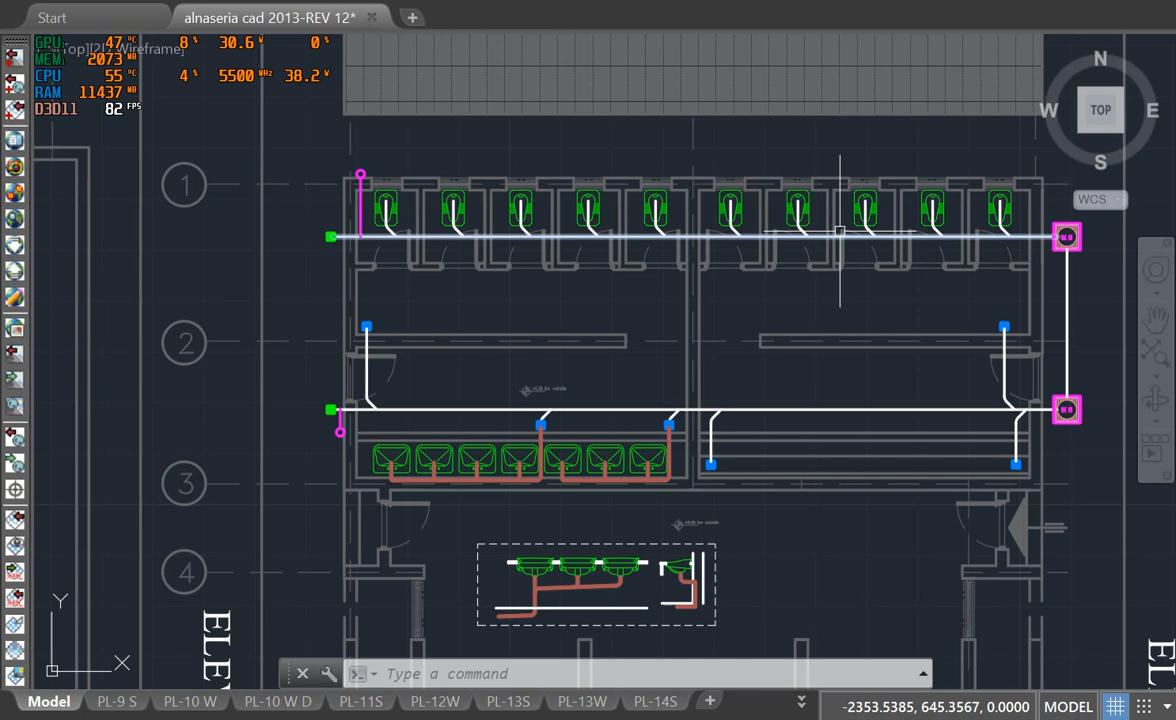 Start
alnaseria cad 2013-REV 12*
GPU 47 °C 8 % 30.6 W 0 %
Top][2D Wireframe]
MEM 2073 MB
CPU 55 °C 4 % 5500 MHz 38.2 W
RAM 11437 MB
D3D11 82 FPS
N
W TOP E
S
WCS
1
2
3
4
Y
X
ELE
EL
Type a command
Model PL-9 S PL-10 W PL-10 W D PL-11S PL-12W PL-13S PL-13W PL-14S
-2353.5385, 645.3567, 0.0000 MODEL